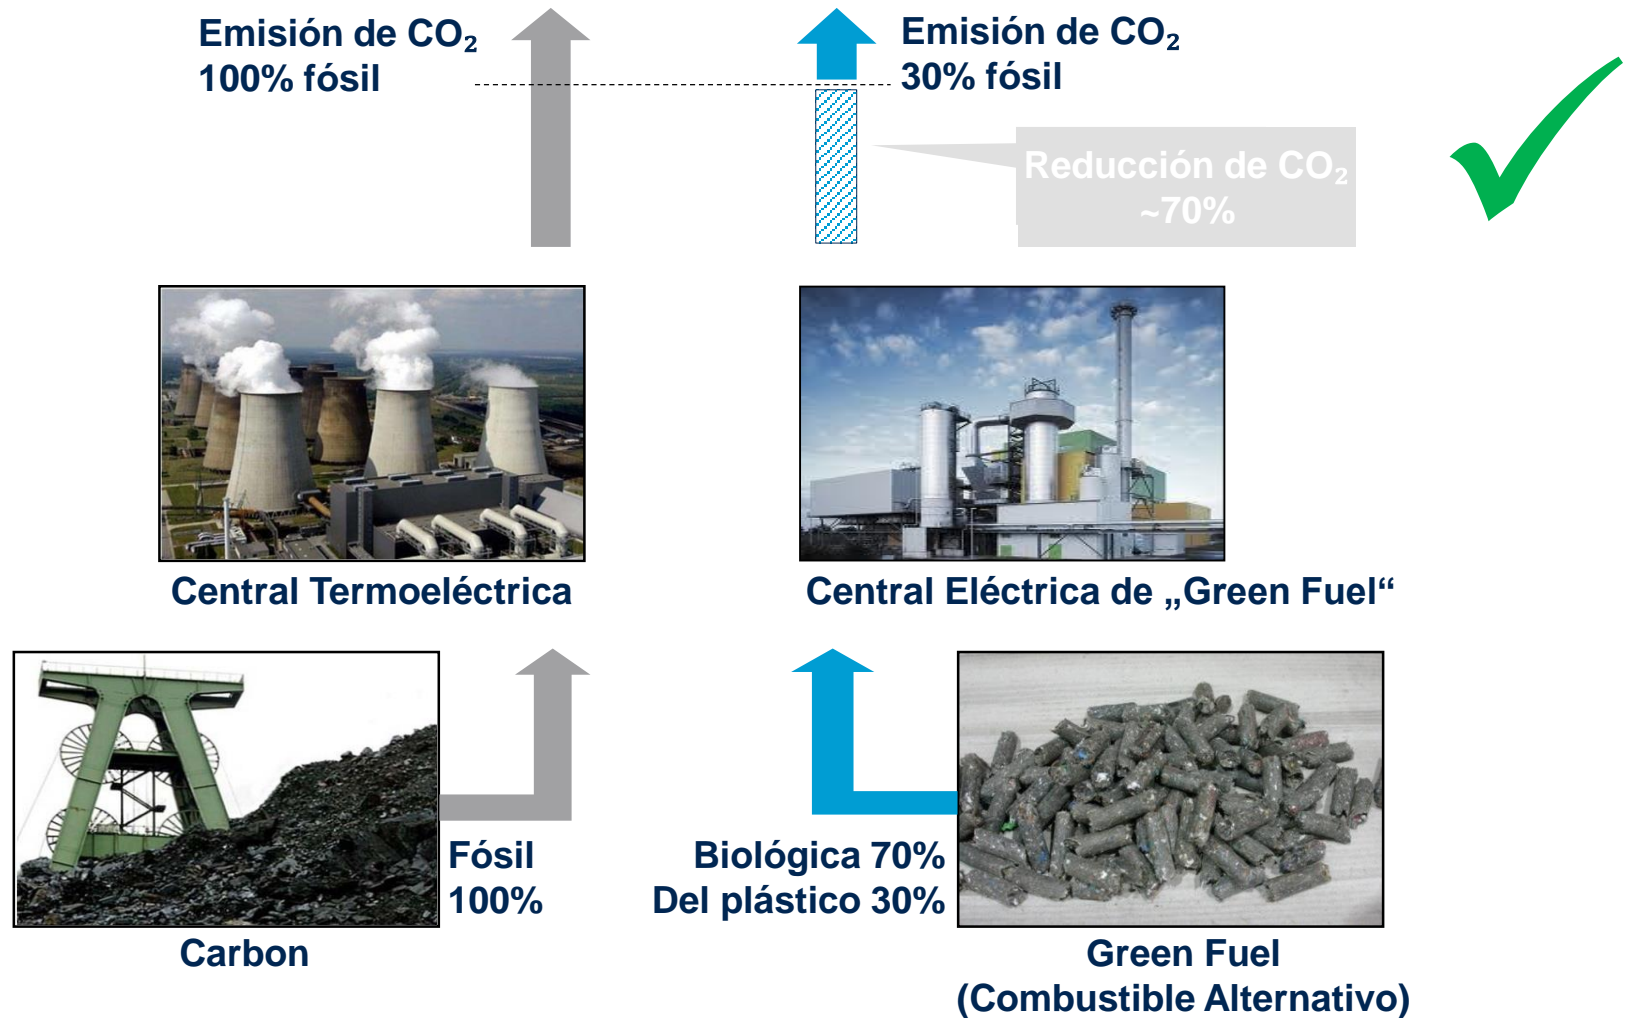 Emisión de CO₂
100% fósil
Emisión de CO₂
30% fósil
Reducción de CO₂
~70%
Central Termoeléctrica
Central Eléctrica de „Green Fuel“
Fósil
100%
Biológica 70%
Del plástico 30%
Carbon
Green Fuel
(Combustible Alternativo)